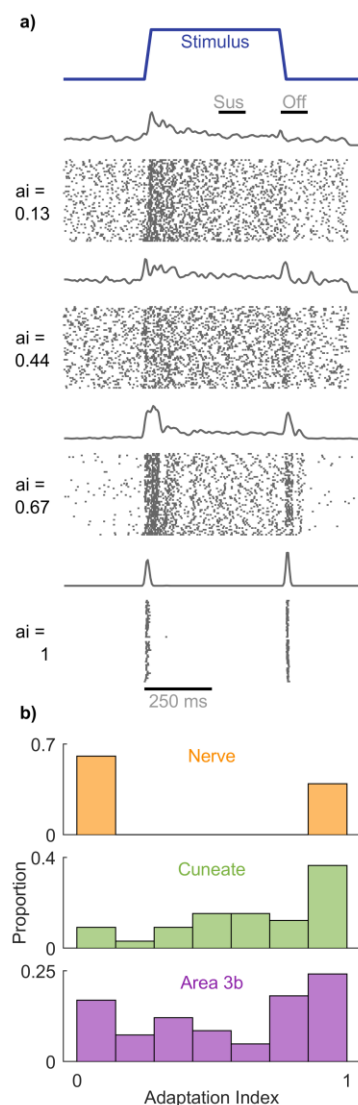 a)
Stimulus
Sus Off
ai =
0.13
ai =
0.44
ai =
0.67
ai =
1
250 ms
b)
0.7
Nerve
0
0.4
Cuneate
0
Proportion
0.25
Area 3b
0
0 1
Adaptation Index